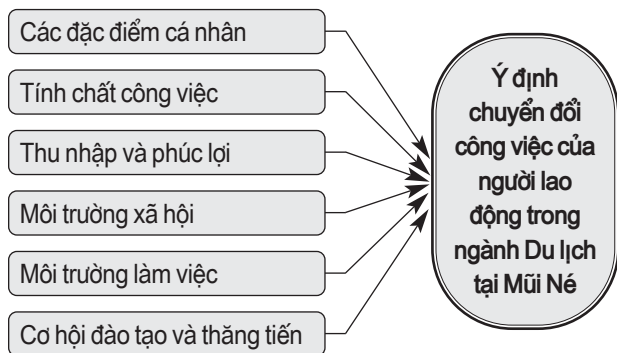 Các đặc điểm cá nhân
Tính chất công việc
Thu nhập và phúc lợi
Môi trường xã hội
Môi trường làm việc
Cơ hội đào tạo và thăng tiến
Ý định
chuyển đổi
công việc của
người lao
động trong
ngành Du lịch
tại Mũi Né